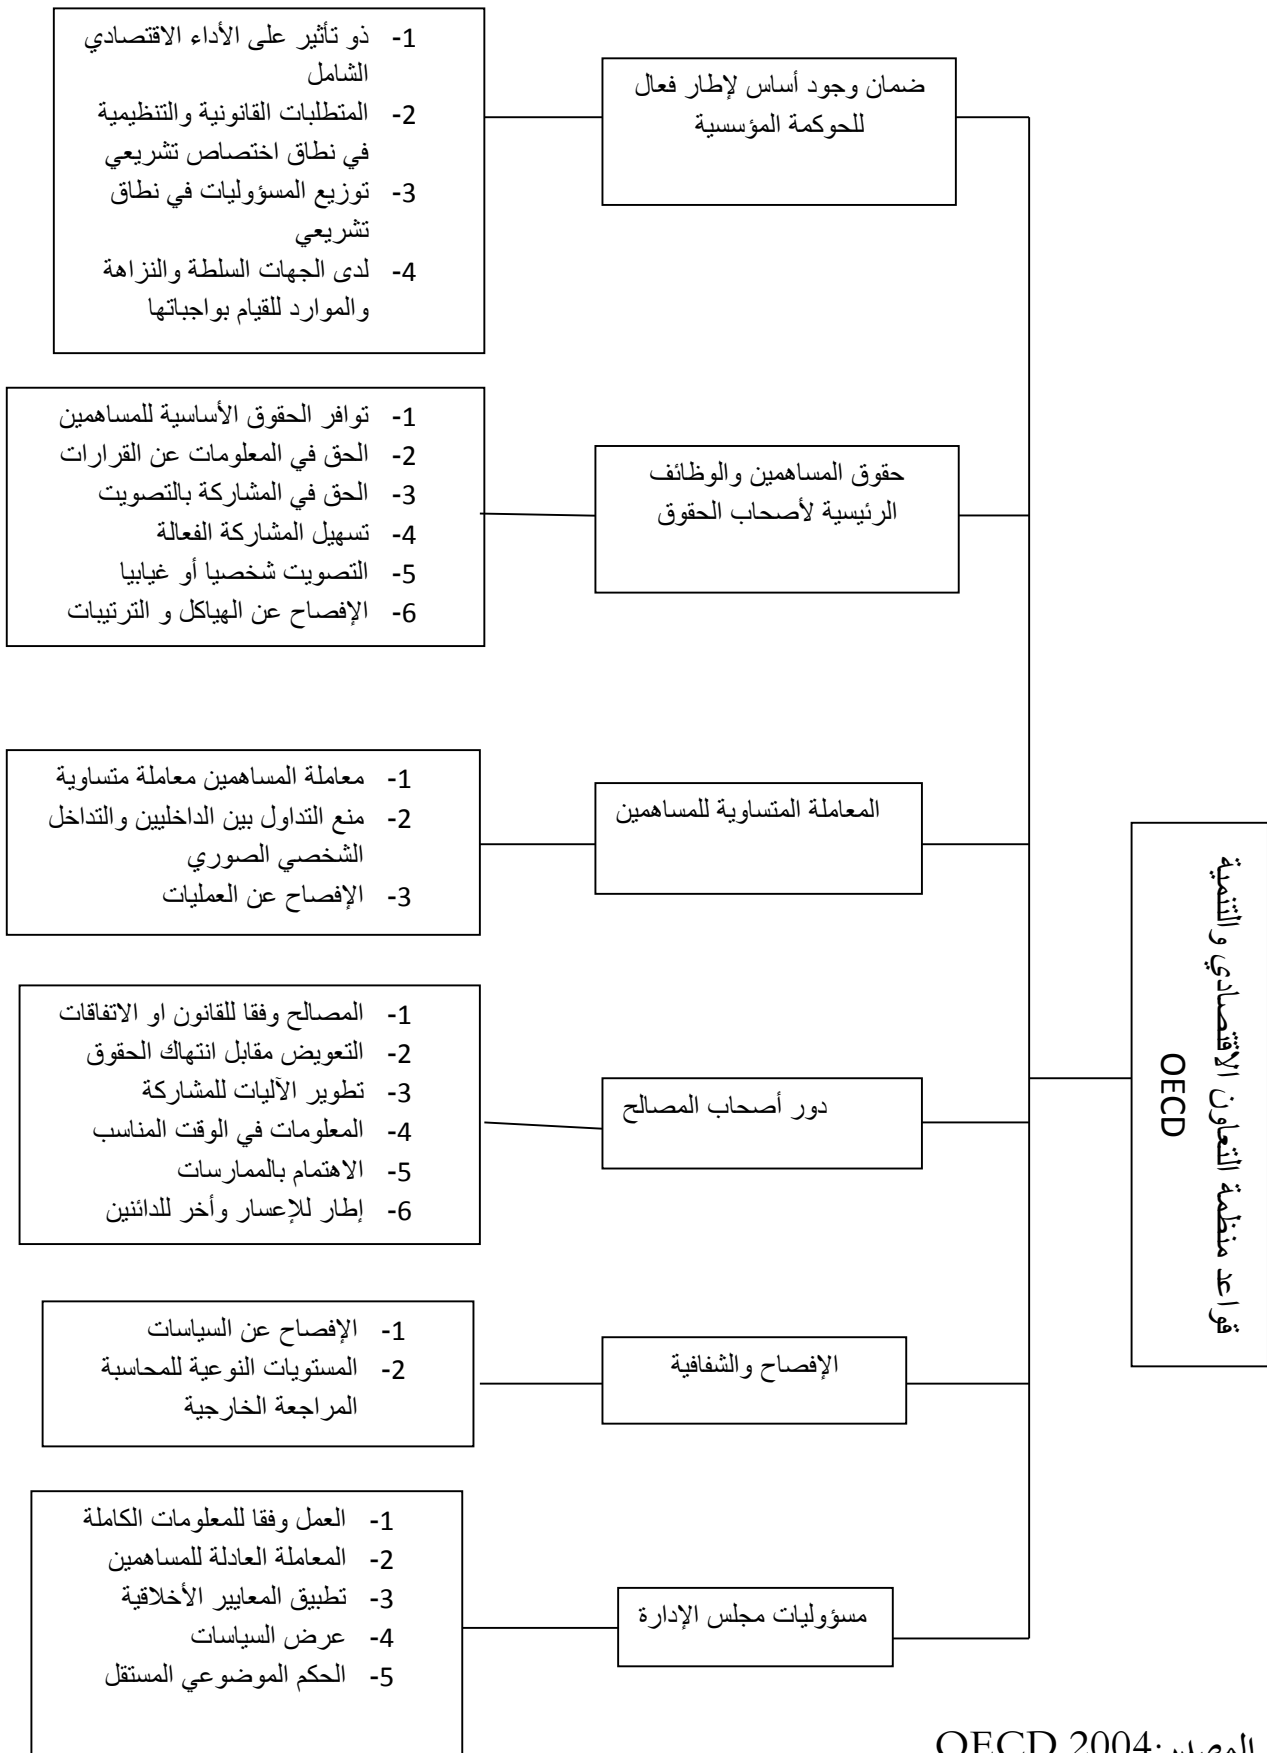 قواعد منظمة التعاون الاقتصادي والتنمية
OECD
ضمان وجود أساس لإطار فعال
للحوكمة المؤسسية
1- ذو تأثير على الأداء الاقتصادي
الشامل
2- المتطلبات القانونية والتنظيمية
في نطاق اختصاص تشريعي
3- توزيع المسؤوليات في نطاق
تشريعي
4- لدى الجهات السلطة والنزاهة
والموارد للقيام بواجباتها
حقوق المساهمين والوظائف
الرئيسية لأصحاب الحقوق
1- توافر الحقوق الأساسية للمساهمين
2- الحق في المعلومات عن القرارات
3- الحق في المشاركة بالتصويت
4- تسهيل المشاركة الفعالة
5- التصويت شخصيا أو غيابيا
6- الإفصاح عن الهياكل و الترتيبات
المعاملة المتساوية للمساهمين
1- معاملة المساهمين معاملة متساوية
2- منع التداول بين الداخليين والتداخل
الشخصي الصوري
3- الإفصاح عن العمليات
دور أصحاب المصالح
1- المصالح وفقا للقانون او الاتفاقات
2- التعويض مقابل انتهاك الحقوق
3- تطوير الآليات للمشاركة
4- المعلومات في الوقت المناسب
5- الاهتمام بالممارسات
6- إطار للإعسار وأخر للدائنين
الإفصاح والشفافية
1- الإفصاح عن السياسات
2- المستويات النوعية للمحاسبة
المراجعة الخارجية
مسؤوليات مجلس الإدارة
1- العمل وفقا للمعلومات الكاملة
2- المعاملة العادلة للمساهمين
3- تطبيق المعايير الأخلاقية
4- عرض السياسات
5- الحكم الموضوعي المستقل
المصدر:OECD 2004